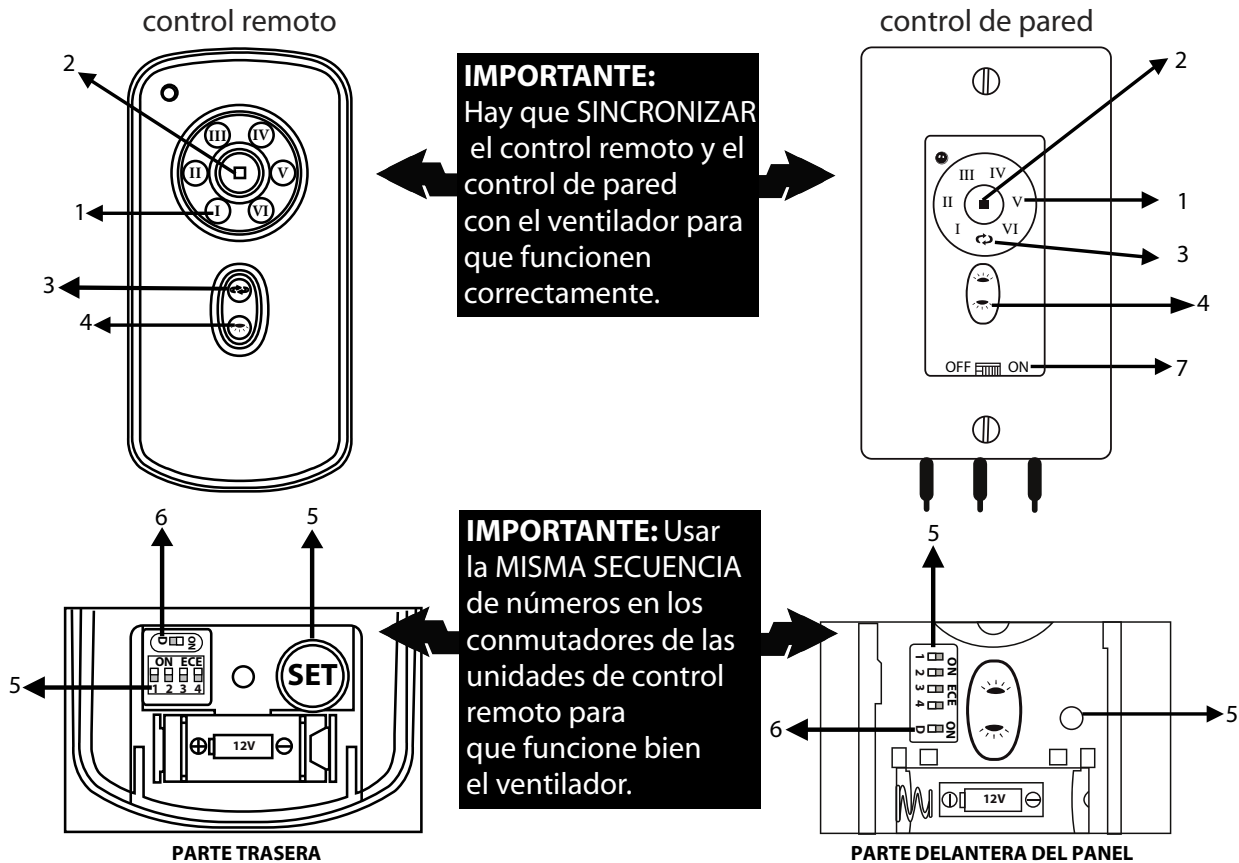 control remoto
2
III
IV
II
V
I
VI
1
3
4
IMPORTANTE:
Hay que SINCRONIZAR
el control remoto y el
control de pared
con el ventilador para
que funcionen
correctamente.
control de pared
2
III
IV
II
V
I
VI
1
3
4
OFF
ON
7
6
5
D
ON
ON ECE
1 2 3 4
5
SET
12V
PARTE TRASERA
IMPORTANTE: Usar
la MISMA SECUENCIA
de números en los
conmutadores de las
unidades de control
remoto para
que funcione bien
el ventilador.
5
1 2 3 4 D
ON ECE
ON
6
5
12V
PARTE DELANTERA DEL PANEL